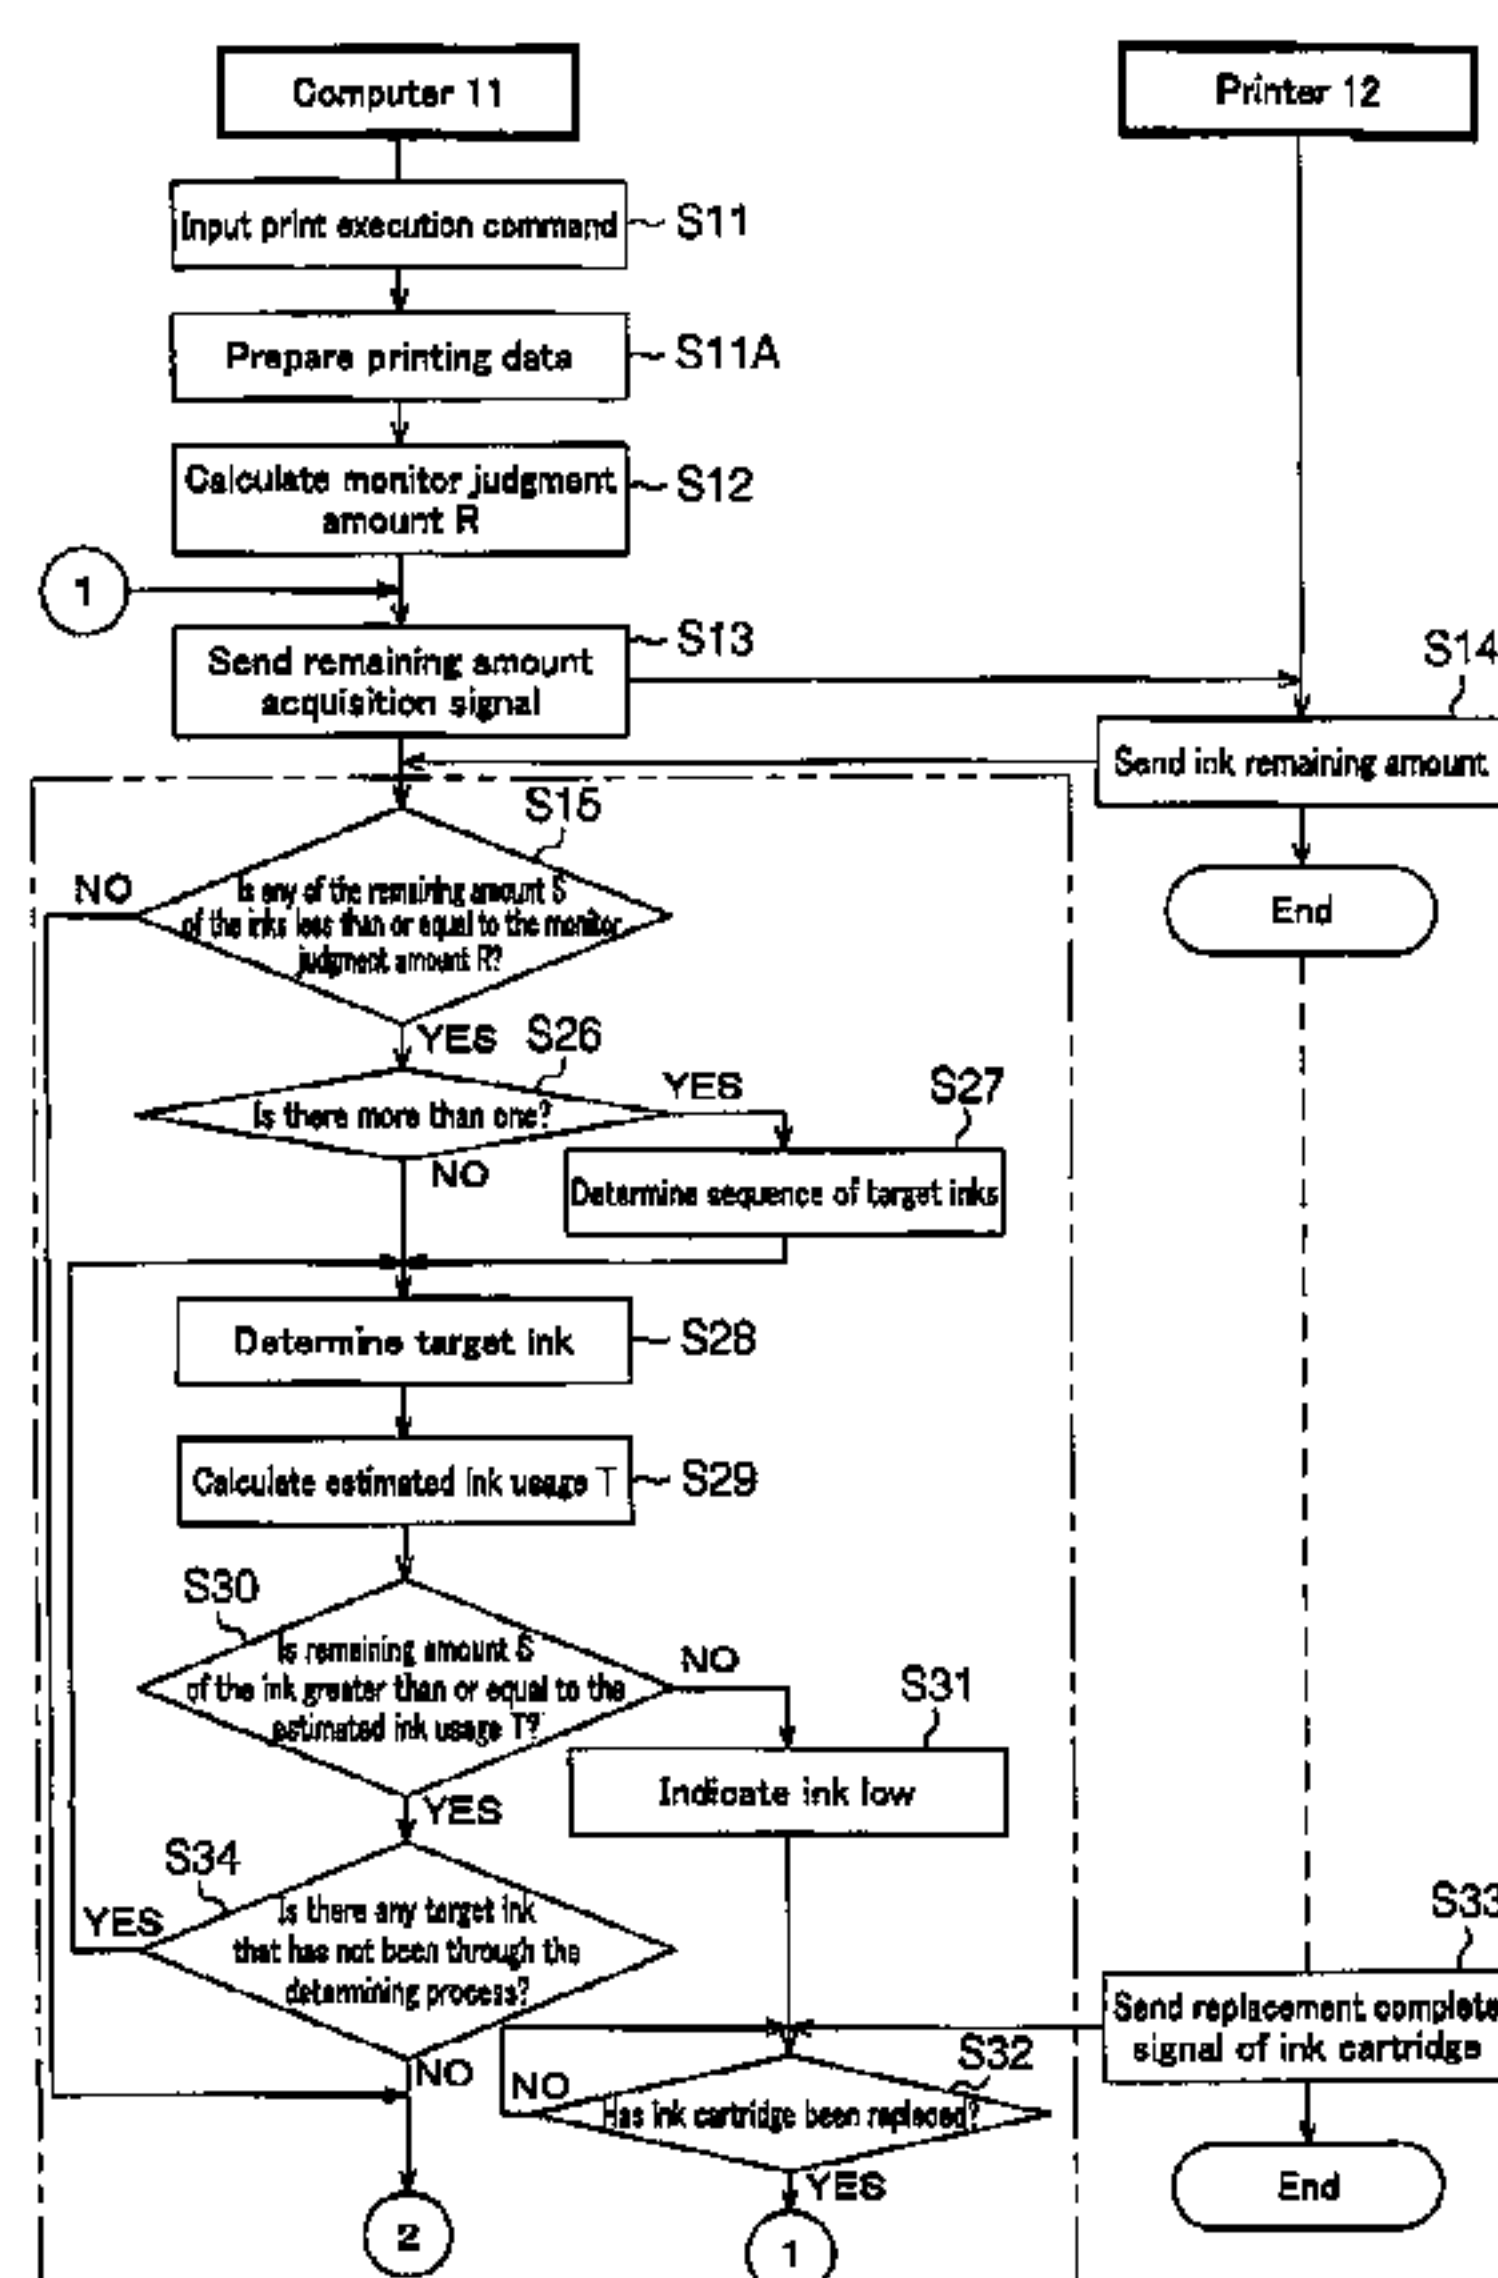 Computer 11
Printer 12
Input print execution command
S11
Prepare printing data
S11A
Calculate monitor judgment
amount R
S12
1
Send remaining amount
acquisition signal
S13
S14
Send ink remaining amount
End
S15
Is any of the remaining amount S
of the inks less than or equal to the monitor
judgment amount R?
NO
YES
S26
Is there more than one?
YES
NO
S27
Determine sequence of target inks
Determine target ink
S28
Calculate estimated ink usage T
S29
S30
Is remaining amount S
of the ink greater than or equal to the
estimated ink usage T?
NO
YES
S31
Indicate ink low
S34
Is there any target ink
that has not been through the
determining process?
YES
NO
S33
Send replacement complete
signal of ink cartridge
S32
Has ink cartridge been replaced?
NO
YES
End
2
1